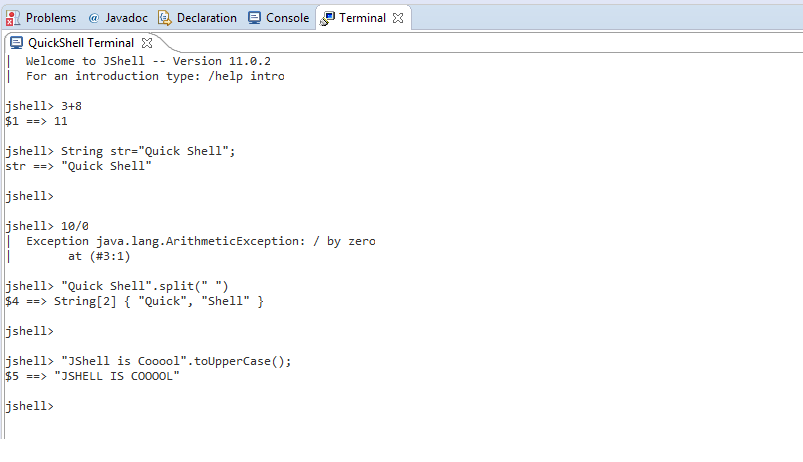 Problems @ Javadoc Declaration Console Terminal
QuickShell Terminal
| Welcome to JShell -- Version 11.0.2
| For an introduction type: /help intro
jshell> 3+8
$1 ==> 11
jshell> String str="Quick Shell";
str ==> "Quick Shell"
jshell>
jshell> 10/0
| Exception java.lang.ArithmeticException: / by zero
| at (#3:1)
jshell> "Quick Shell".split(" ")
$4 ==> String[2] { "Quick", "Shell" }
jshell>
jshell> "JShell is Cooool".toUpperCase();
$5 ==> "JSHELL IS COOOOL"
jshell>